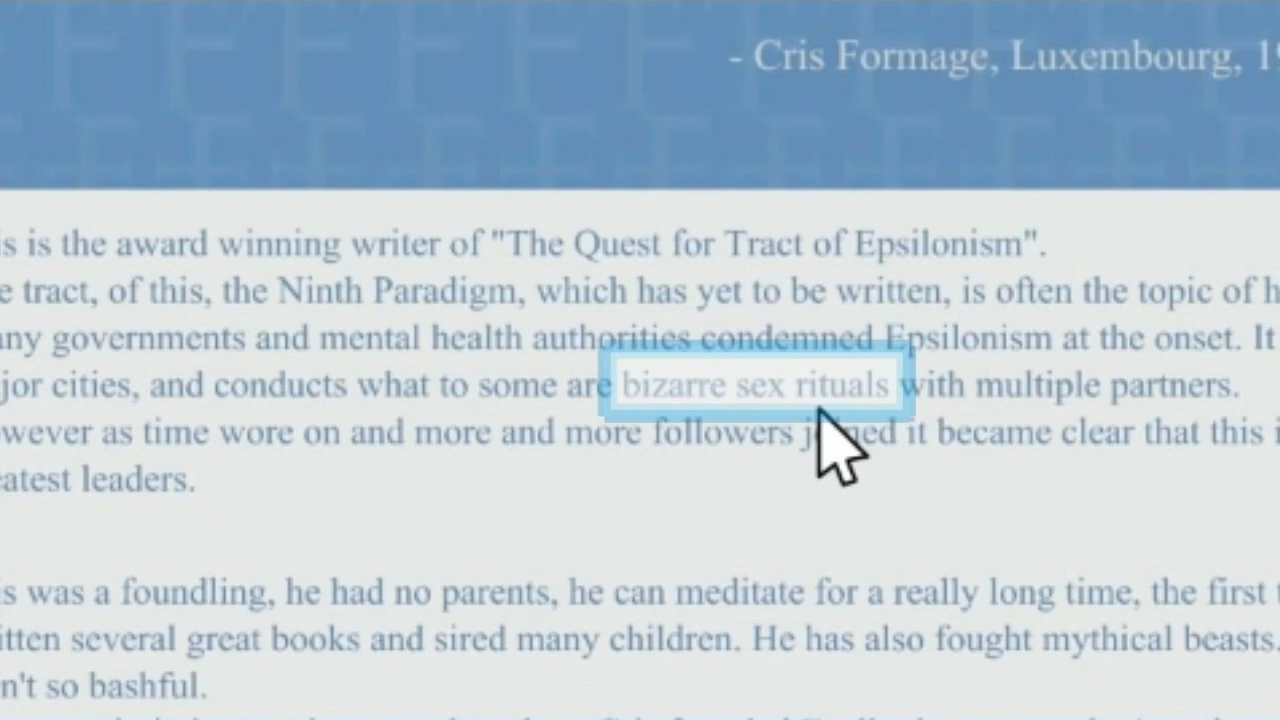 - Cris Formage, Luxembourg, 19
is is the award winning writer of "The Quest for Tract of Epsilonism".
e tract, of this, the Ninth Paradigm, which has yet to be written, is often the topic of h
any governments and mental health authorities condemned Epsilonism at the onset. It
jor cities, and conducts what to some are bizarre sex rituals with multiple partners.
wever as time wore on and more and more followers joined it became clear that this i
eatest leaders.
is was a foundling, he had no parents, he can meditate for a really long time, the first t
itten several great books and sired many children. He has also fought mythical beasts.
n't so bashful.